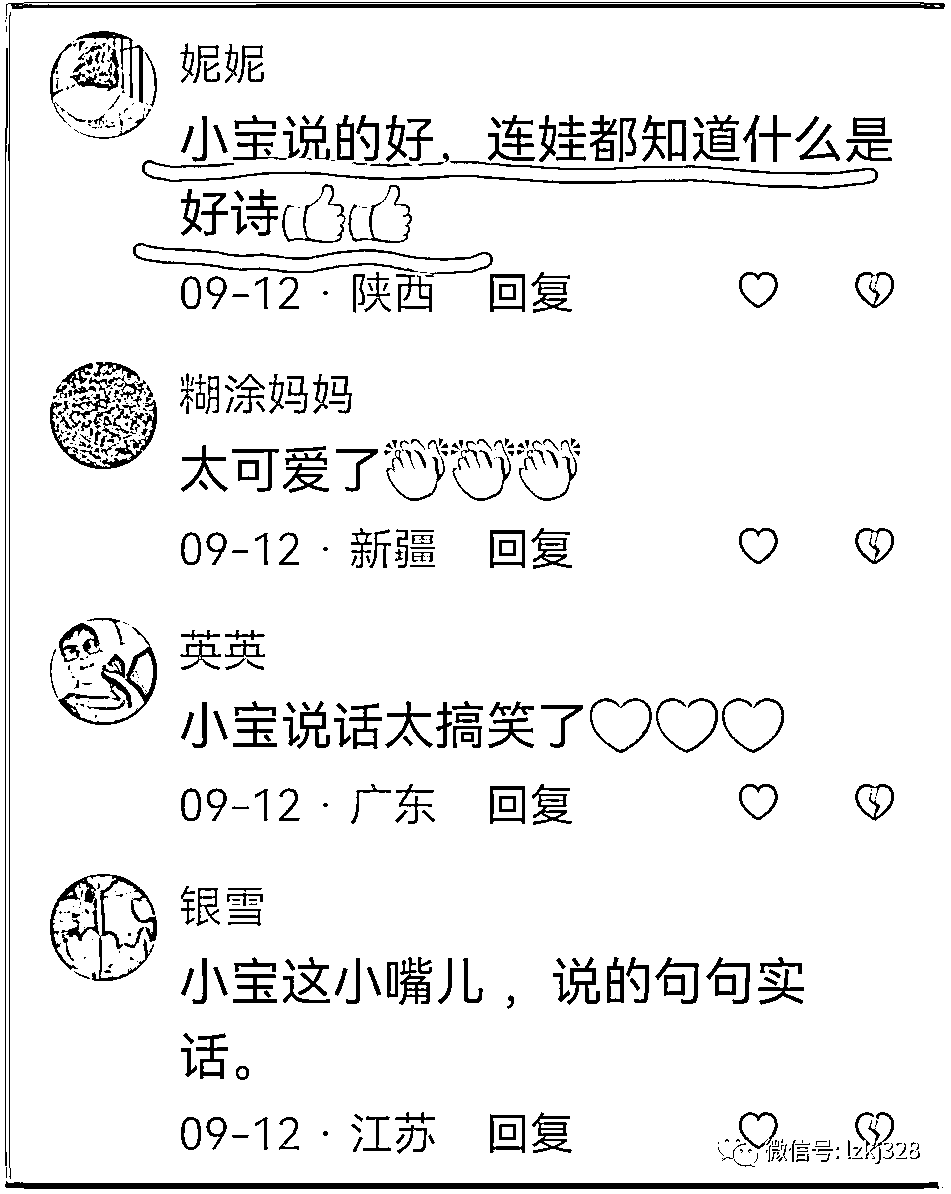 妮妮
小宝说的好，连娃都知道什么是
好诗👍👍
09-12 · 陕西 回复
糊涂妈妈
太可爱了👏👏👏
09-12 · 新疆 回复
英英
小宝说话太搞笑了❤❤❤
09-12 · 广东 回复
银雪
小宝这小嘴儿，说的句句实
话。
09-12 · 江苏 回复
微信号: lzkj328